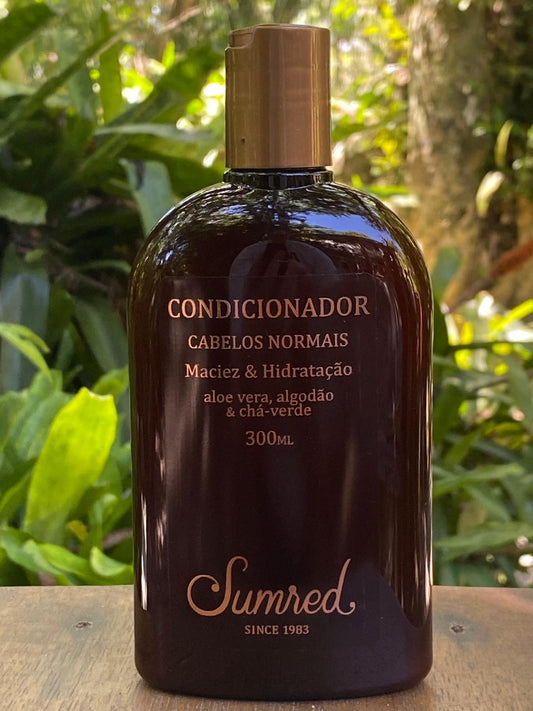 CONDICIONADOR
CABELOS NORMAIS
Maciez & Hidratação
aloe vera, algodão
& chá-verde
300ML
Sumred
SINCE 1983